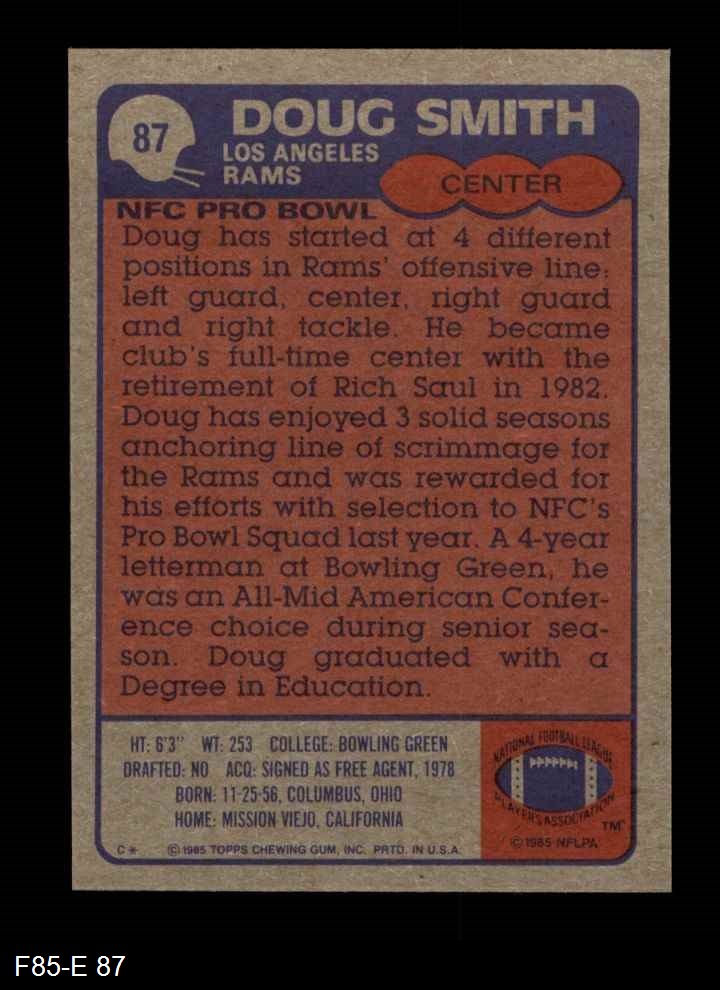 87
DOUG SMITH
LOS ANGELES
RAMS
CENTER
NFC PRO BOWL
Doug has started at 4 different
positions in Rams' offensive line:
left guard, center, right guard
and right tackle. He became
club's full-time center with the
retirement of Rich Saul in 1982.
Doug has enjoyed 3 solid seasons
anchoring line of scrimmage for
the Rams and was rewarded for
his efforts with selection to NFC's
Pro Bowl Squad last year. A 4-year
letterman at Bowling Green, he
was an All-Mid American Confer-
ence choice during senior sea-
son. Doug graduated with a
Degree in Education.
HT: 6'3" WT: 253 COLLEGE: BOWLING GREEN
DRAFTED: NO ACQ: SIGNED AS FREE AGENT, 1978
BORN: 11-25-56, COLUMBUS, OHIO
HOME: MISSION VIEJO, CALIFORNIA
C* © 1985 TOPPS CHEWING GUM, INC. PRTD. IN U.S.A.
NATIONAL FOOTBALL LEAGUE
PLAYERS ASSOCIATION
TM
© 1985 NFLPA
F85-E 87